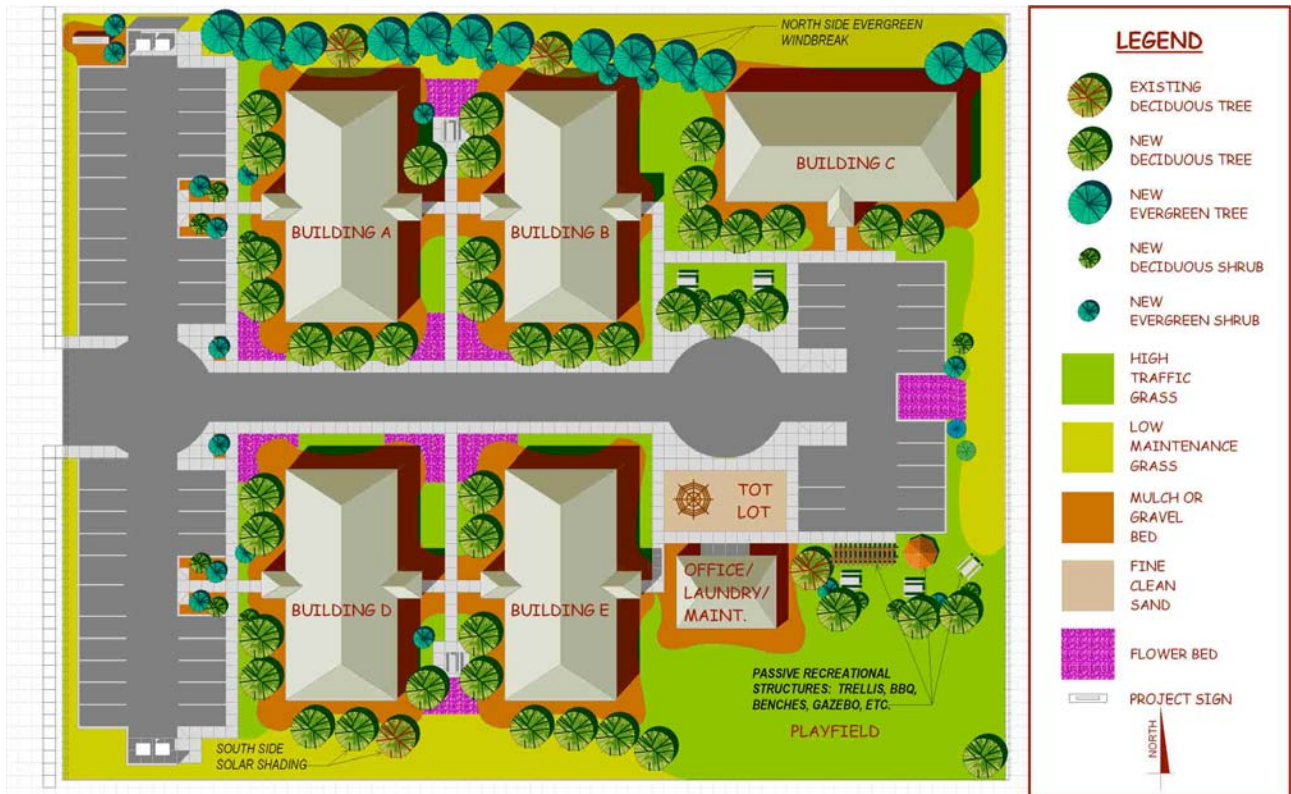 NORTH SIDE EVERGREEN
WINDBREAK
BUILDING A
BUILDING B
BUILDING C
TOT
LOT
BUILDING D
BUILDING E
OFFICE/
LAUNDRY/
MAINT.
PASSIVE RECREATIONAL
STRUCTURES: TRELLIS, BBQ,
BENCHES, GAZEBO, ETC.
PLAYFIELD
SOUTH SIDE
SOLAR SHADING
LEGEND
EXISTING
DECIDUOUS TREE
NEW
DECIDUOUS TREE
NEW
EVERGREEN TREE
NEW
DECIDUOUS SHRUB
NEW
EVERGREEN SHRUB
HIGH
TRAFFIC
GRASS
LOW
MAINTENANCE
GRASS
MULCH OR
GRAVEL
BED
FINE
CLEAN
SAND
FLOWER BED
PROJECT SIGN
NORTH